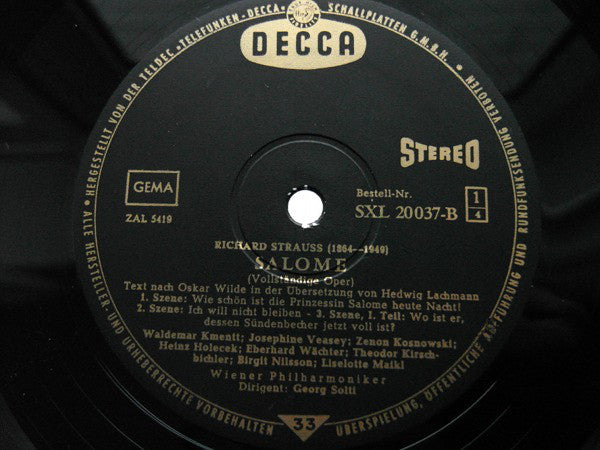 HERGESTELLT VON DER TELDEC »TELEFUNKEN-DECCA« SCHALLPLATTEN G.M.B.H.
DECCA
STEREO
GEMA
ZAL 5419
Bestell-Nr.
SXL 20037-B
1
4
RICHARD STRAUSS (1864--1949)
SALOME
(Vollständige Oper)
Text nach Oskar Wilde in der Übersetzung von Hedwig Lachmann
1. Szene: Wie schön ist die Prinzessin Salome heute Nacht!
2. Szene: Ich will nicht bleiben - 3. Szene, I. Teil: Wo ist er,
dessen Sündenbecher jetzt voll ist?
Waldemar Kmentt; Josephine Veasey; Zenon Kosnowski;
Heinz Holecek; Eberhard Wächter; Theodor Kirsch-
bichler; Birgit Nilsson; Liselotte Maikl
Wiener Philharmoniker
Dirigent: Georg Solti
33
ALLE HERSTELLER- UND URHEBERRECHTE VORBEHALTEN
ÜBERSPIELUNG, ÖFFENTLICHE AUFFÜHRUNG UND RUNDFUNKSENDUNG VERBOTEN